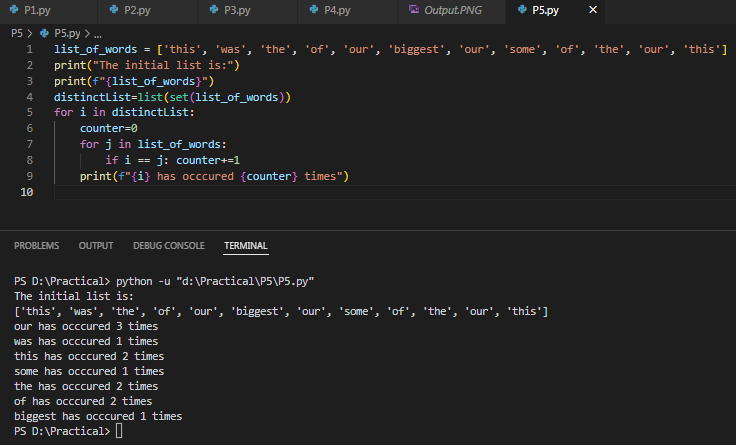 P1.py P2.py P3.py P4.py Output.PNG P5.py ×
P5 > P5.py > ...
1 list_of_words = ['this', 'was', 'the', 'of', 'our', 'biggest', 'our', 'some', 'of', 'the', 'our', 'this']
2 print("The initial list is:")
3 print(f"{list_of_words}")
4 distinctList=list(set(list_of_words))
5 for i in distinctList:
6     counter=0
7     for j in list_of_words:
8         if i == j: counter+=1
9     print(f"{i} has occcured {counter} times")
10
PROBLEMS OUTPUT DEBUG CONSOLE TERMINAL
PS D:\Practical> python -u "d:\Practical\P5\P5.py"
The initial list is:
['this', 'was', 'the', 'of', 'our', 'biggest', 'our', 'some', 'of', 'the', 'our', 'this']
our has occcured 3 times
was has occcured 1 times
this has occcured 2 times
some has occcured 1 times
the has occcured 2 times
of has occcured 2 times
biggest has occcured 1 times
PS D:\Practical>